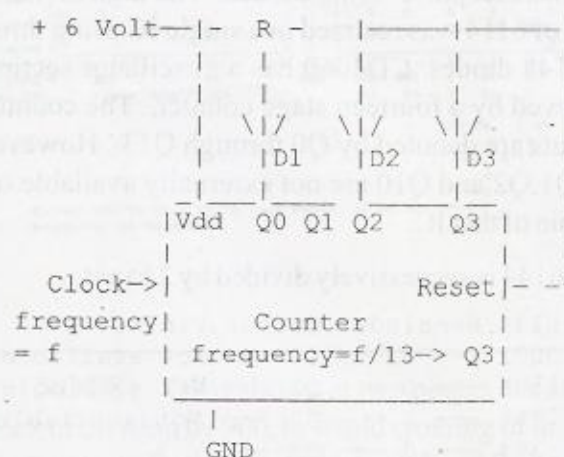 + 6 Volt
R
D1 D2 D3
Vdd Q0 Q1 Q2 Q3
Clock-> Reset
frequency Counter
= f frequency=f/13-> Q3
GND